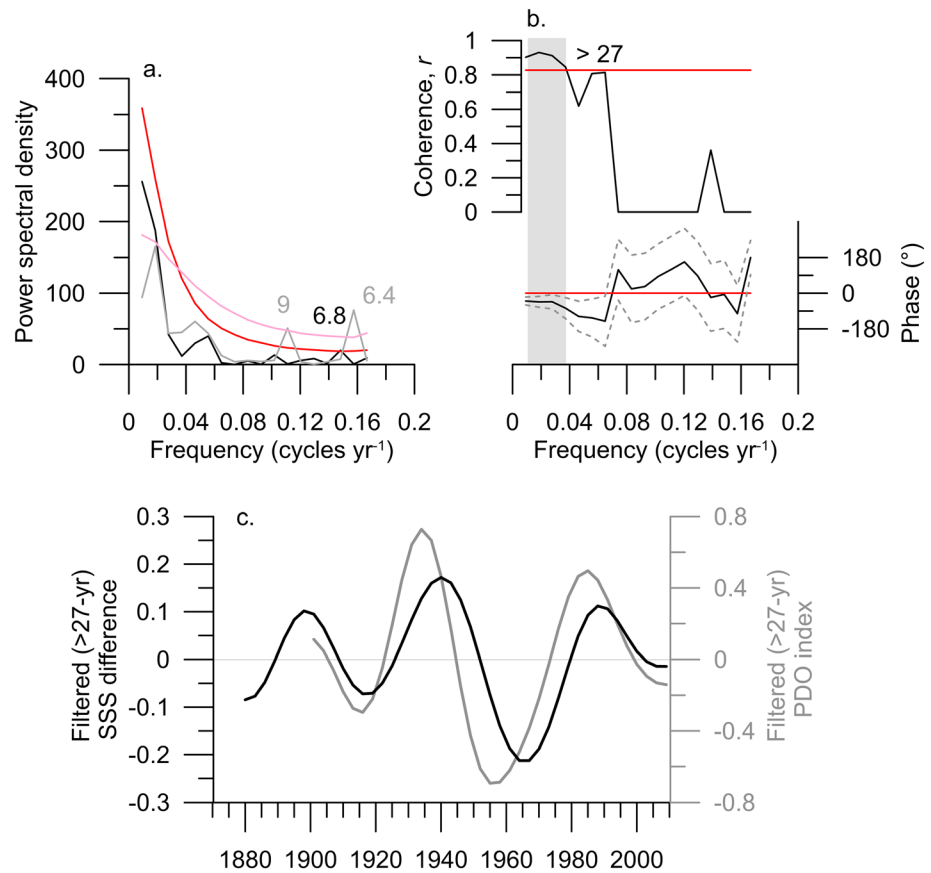 a.
400
300
200
100
0
Power spectral density
9
6.8
6.4
0 0.04 0.08 0.12 0.16 0.2
Frequency (cycles yr-1)
b.
1
0.8
0.6
0.4
0.2
0
Coherence, r
> 27
180
0
-180
Phase (°)
0 0.04 0.08 0.12 0.16 0.2
Frequency (cycles yr-1)
c.
0.3
0.2
0.1
0
-0.1
-0.2
-0.3
Filtered (>27-yr)
SSS difference
0.8
0.4
0
-0.4
-0.8
Filtered (>27-yr)
PDO index
1880 1900 1920 1940 1960 1980 2000